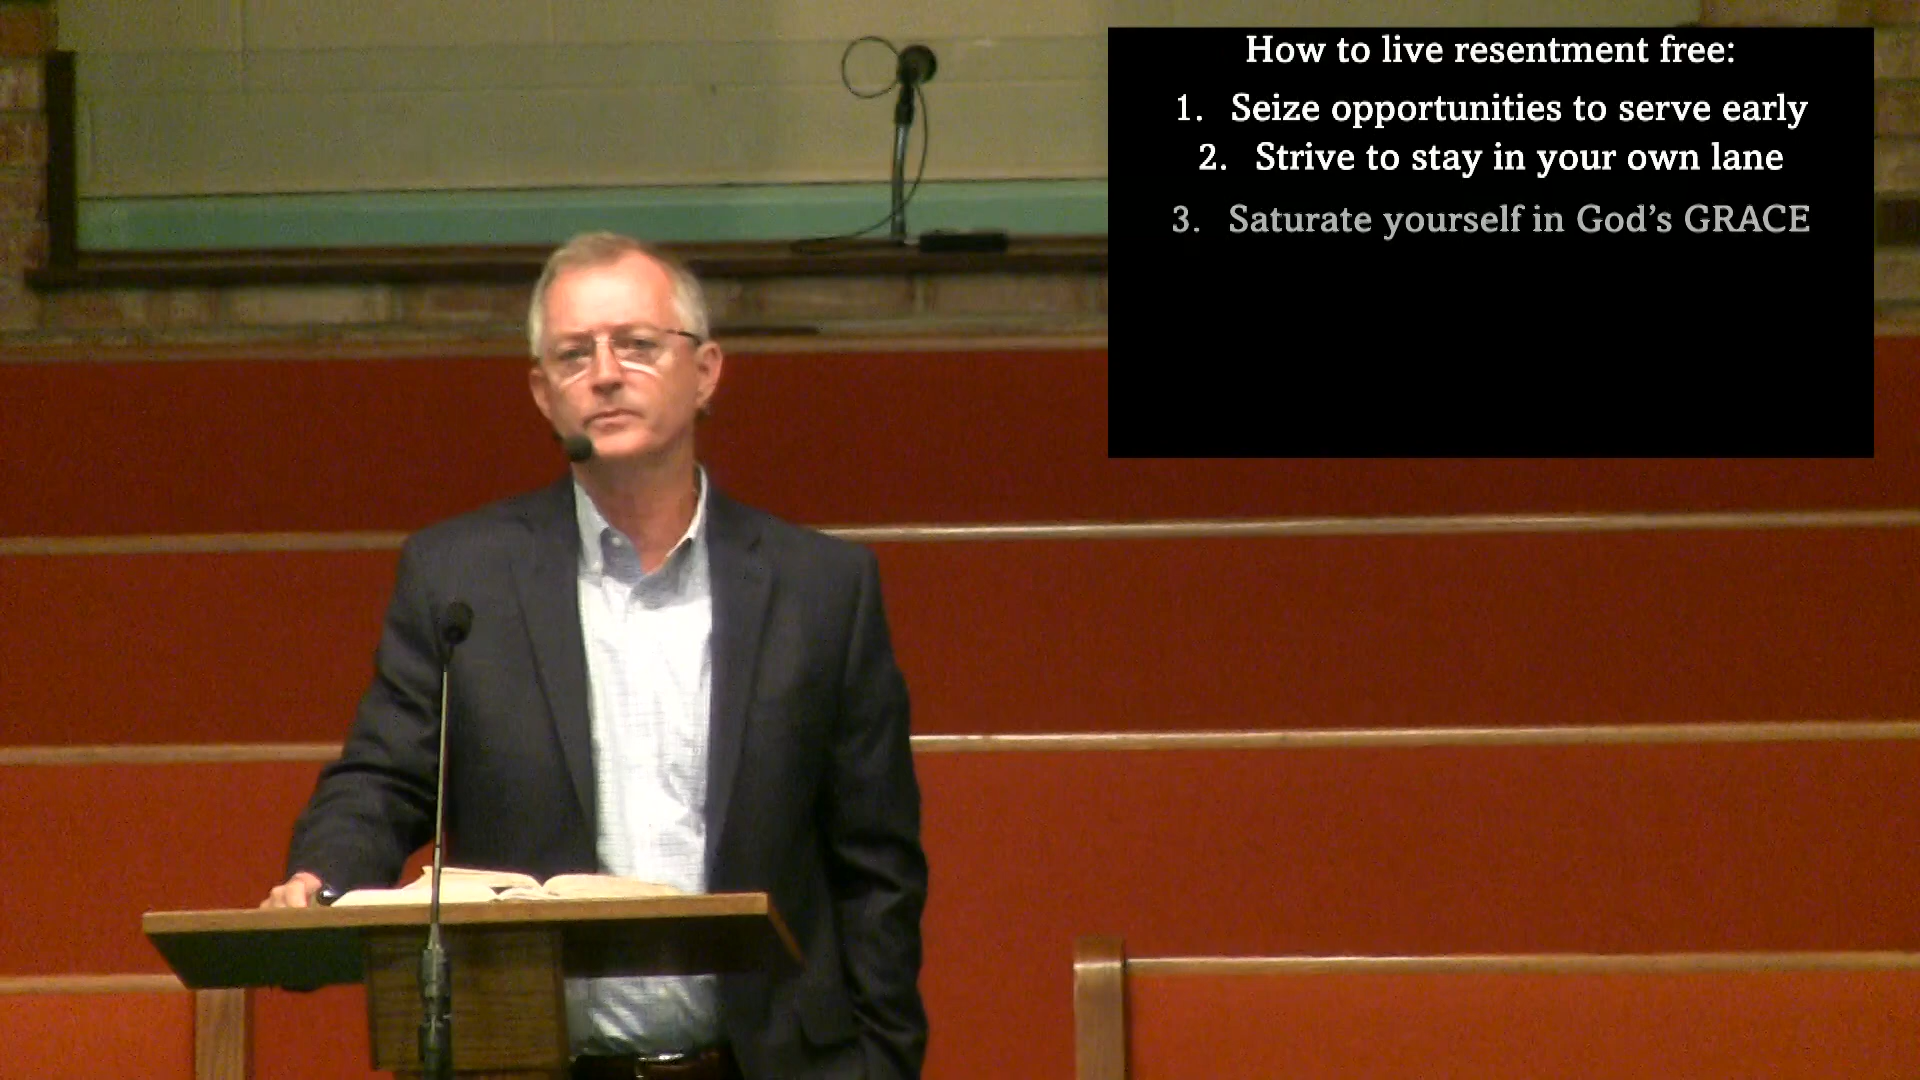 How to live resentment free:
1. Seize opportunities to serve early
2. Strive to stay in your own lane
3. Saturate yourself in God’s GRACE